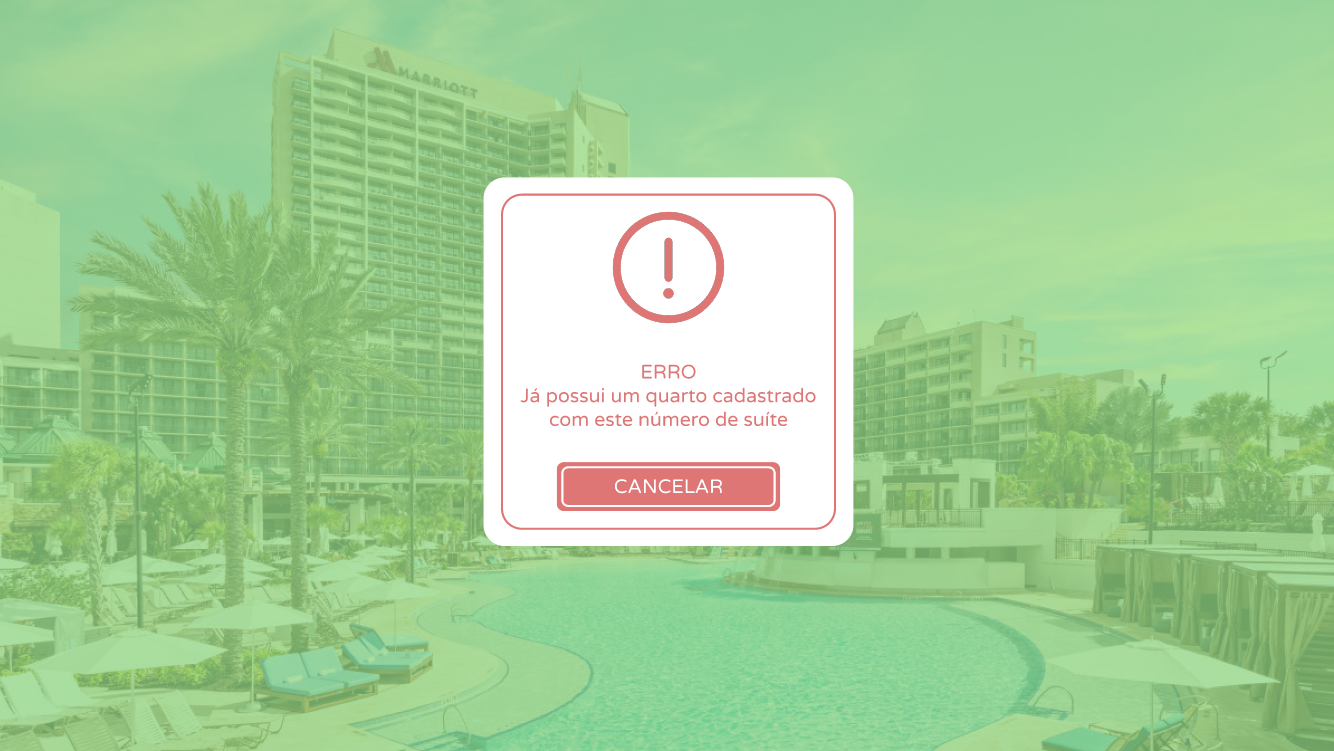 MARRIOTT
ERRO
Já possui um quarto cadastrado
com este número de suíte
CANCELAR